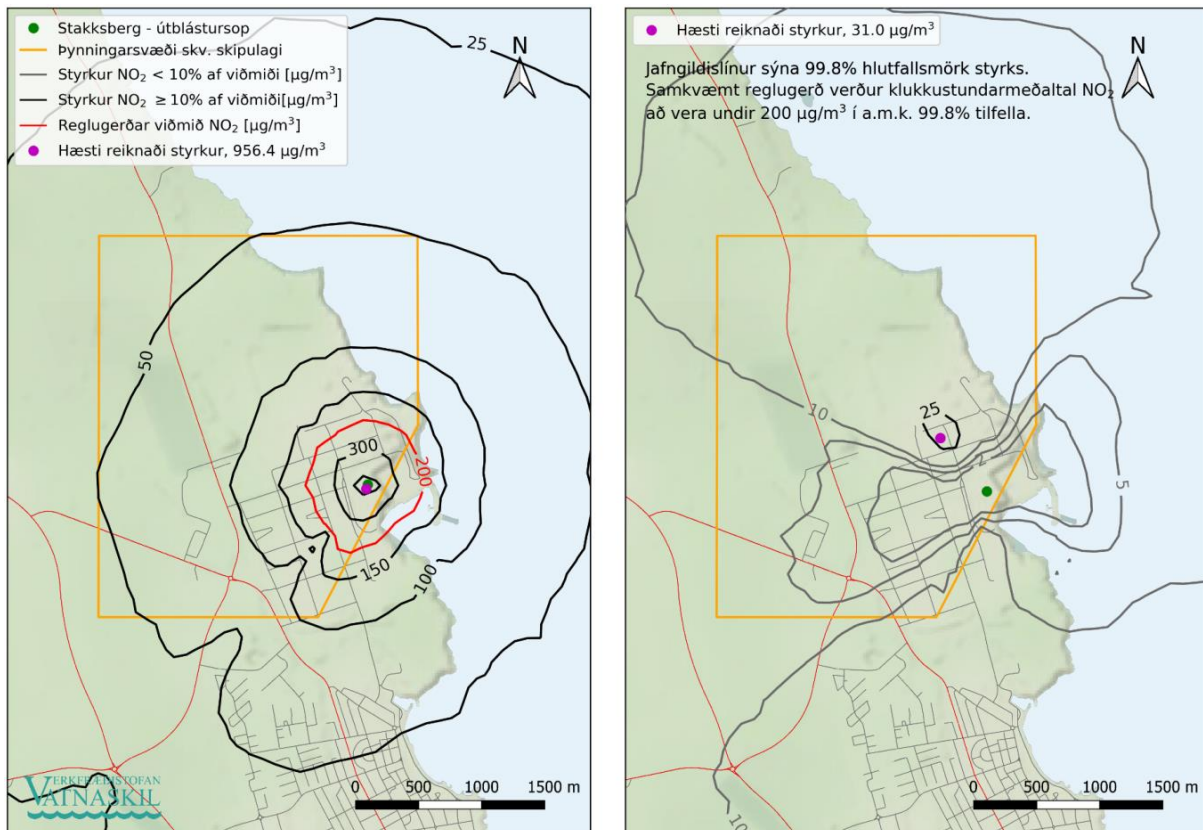 Stakksberg - útblástursop
Þynningarsvæði skv. skipulagi
Styrkur NO₂ < 10% af viðmiði [µg/m³]
Styrkur NO₂ ≥ 10% af viðmiði[µg/m³]
Reglugerðar viðmið NO₂ [µg/m³]
Hæsti reiknaði styrkur, 956.4 µg/m³
25
N
50
300
200
150
100
VERKFRÆÐISTOFAN
VATNASKIL
0 500 1000 1500 m
Hæsti reiknaði styrkur, 31.0 µg/m³
Jafngildislínur sýna 99.8% hlutfallsmörk styrks.
Samkvæmt reglugerð verður klukkustundarmeðaltal NO₂
að vera undir 200 µg/m³ í a.m.k. 99.8% tilfella.
N
10
25
2
5
10
0 500 1000 1500 m